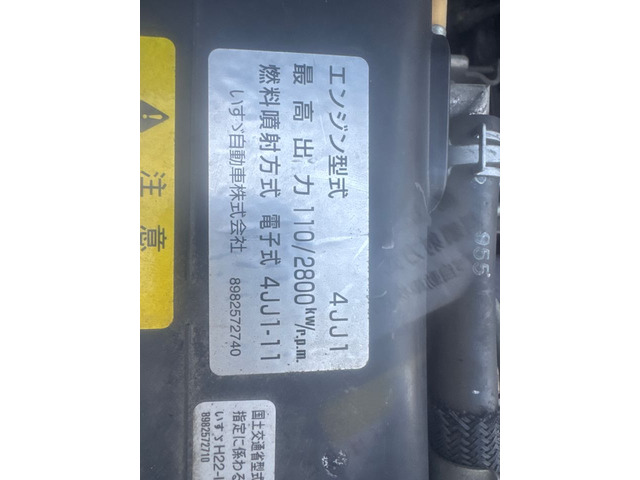 エンジン型式 4JJ1
最高出力 110/2800kW/r.p.m.
燃料噴射方式 電子式 4JJ1-11
いすゞ自動車株式会社 8982572740
注意
国土交通省型式
指定に係わる
いすゞH22-
8982572710
955